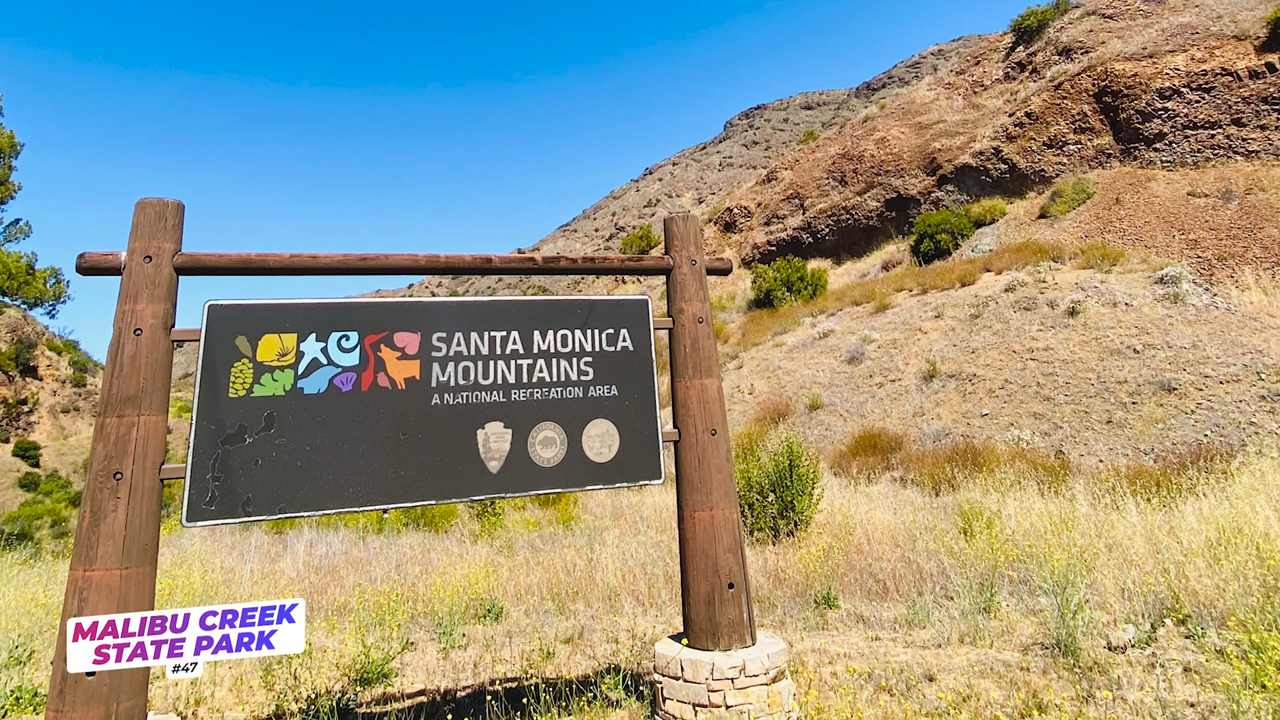 SANTA MONICA
MOUNTAINS
A NATIONAL RECREATION AREA
MALIBU CREEK
STATE PARK
#47